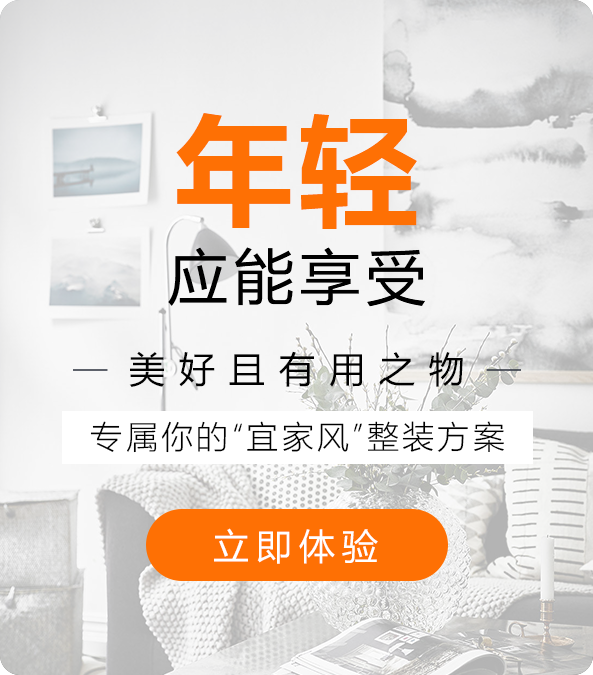 年轻
应能享受
— 美好且有用之物 —
专属你的“宜家风”整装方案
立即体验